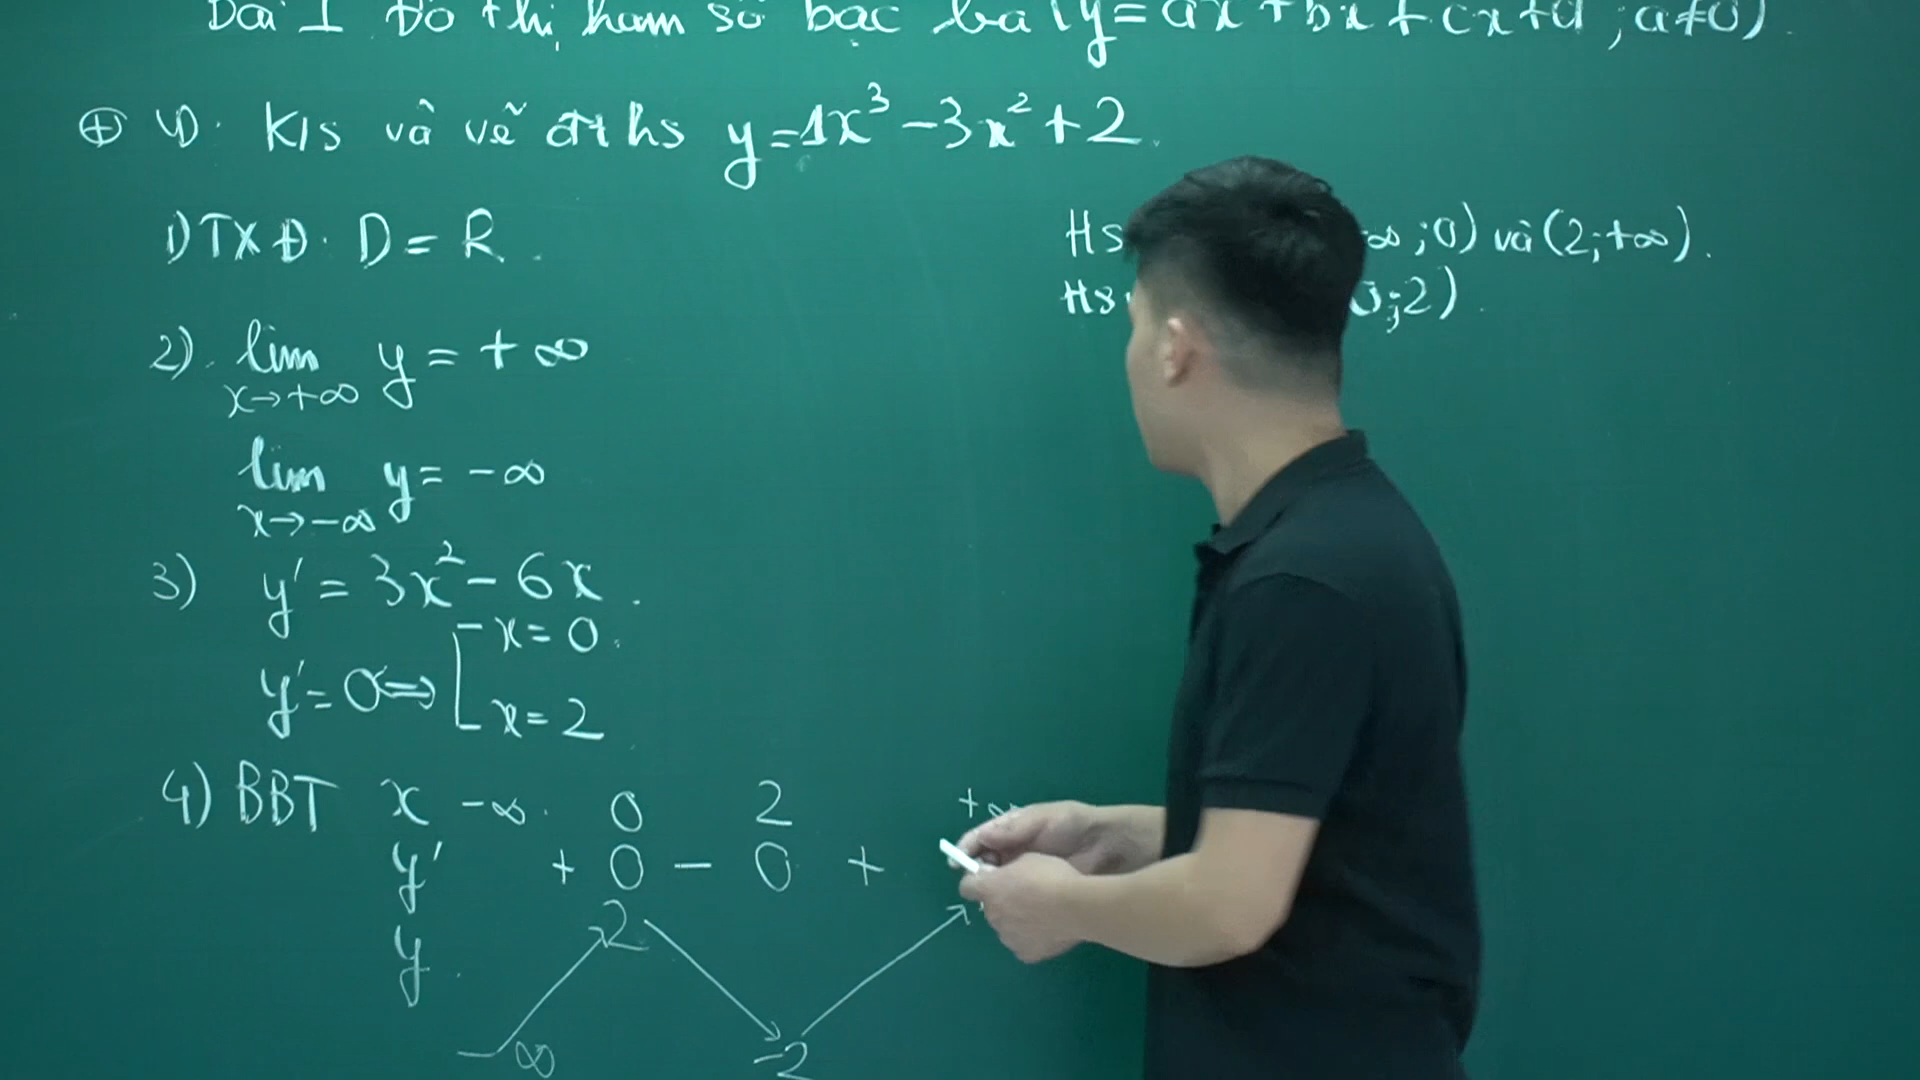 Bài 1 Đồ thị hàm số bậc ba (y=ax³+bx²+cx+d ; a≠0)
⊕ VD. K/s và vẽ đt hs y=1x³-3x²+2.
1) TXĐ. D=R.
2). lim y=+∞
x→+∞
lim y=-∞
x→-∞
3) y'=3x²-6x.
y'=0⇔[x=0.
x=2
4) BBT x -∞ 0 2 +∞
y' + 0 - 0 +
y 2
-∞ -2
Hs ∞;0) và (2;+∞).
Hs 0;2)